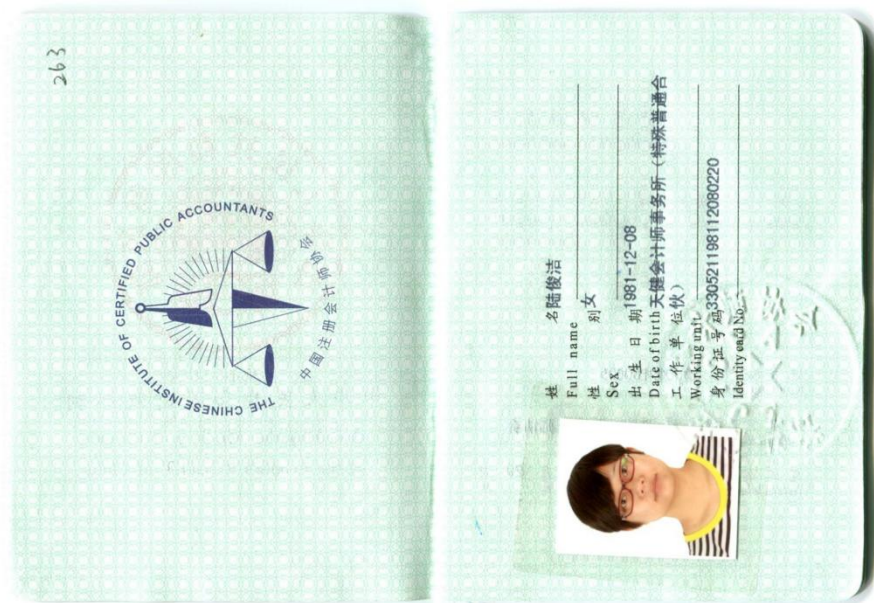 263
THE CHINESE INSTITUTE OF CERTIFIED PUBLIC ACCOUNTANTS
中国注册会计师协会
姓 名 陆俊洁
Full name
性 别 女
Sex
出 生 日 期 1981-12-08
Date of birth 天健会计师事务所（特殊普通合
工 作 单 位 伙）
Working unit
身 份 证 号 码 330521198112080220
Identity card No.